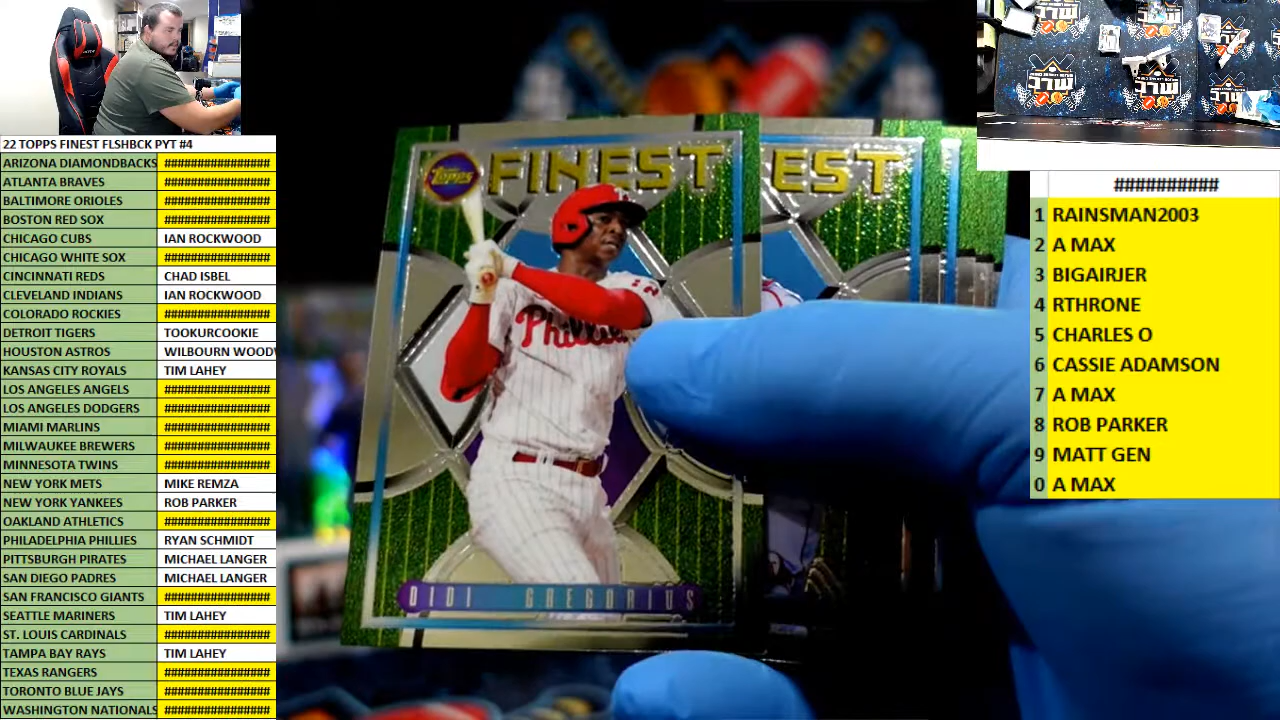 22 TOPPS FINEST FLSHBCK PYT #4
ARIZONA DIAMONDBACKS ################
ATLANTA BRAVES ################
BALTIMORE ORIOLES ################
BOSTON RED SOX ################
CHICAGO CUBS IAN ROCKWOOD
CHICAGO WHITE SOX ################
CINCINNATI REDS CHAD ISBEL
CLEVELAND INDIANS IAN ROCKWOOD
COLORADO ROCKIES ################
DETROIT TIGERS TOOKURCOOKIE
HOUSTON ASTROS WILBOURN WOOD
KANSAS CITY ROYALS TIM LAHEY
LOS ANGELES ANGELS ################
LOS ANGELES DODGERS ################
MIAMI MARLINS ################
MILWAUKEE BREWERS ################
MINNESOTA TWINS ################
NEW YORK METS MIKE REMZA
NEW YORK YANKEES ROB PARKER
OAKLAND ATHLETICS ################
PHILADELPHIA PHILLIES RYAN SCHMIDT
PITTSBURGH PIRATES MICHAEL LANGER
SAN DIEGO PADRES MICHAEL LANGER
SAN FRANCISCO GIANTS ################
SEATTLE MARINERS TIM LAHEY
ST. LOUIS CARDINALS ################
TAMPA BAY RAYS TIM LAHEY
TEXAS RANGERS ################
TORONTO BLUE JAYS ################
WASHINGTON NATIONALS ################
Topps
FINEST
EST
Phillies
DIDI GREGORIUS
##########
1 RAINSMAN2003
2 A MAX
3 BIGAIRJER
4 RTHRONE
5 CHARLES O
6 CASSIE ADAMSON
7 A MAX
8 ROB PARKER
9 MATT GEN
0 A MAX